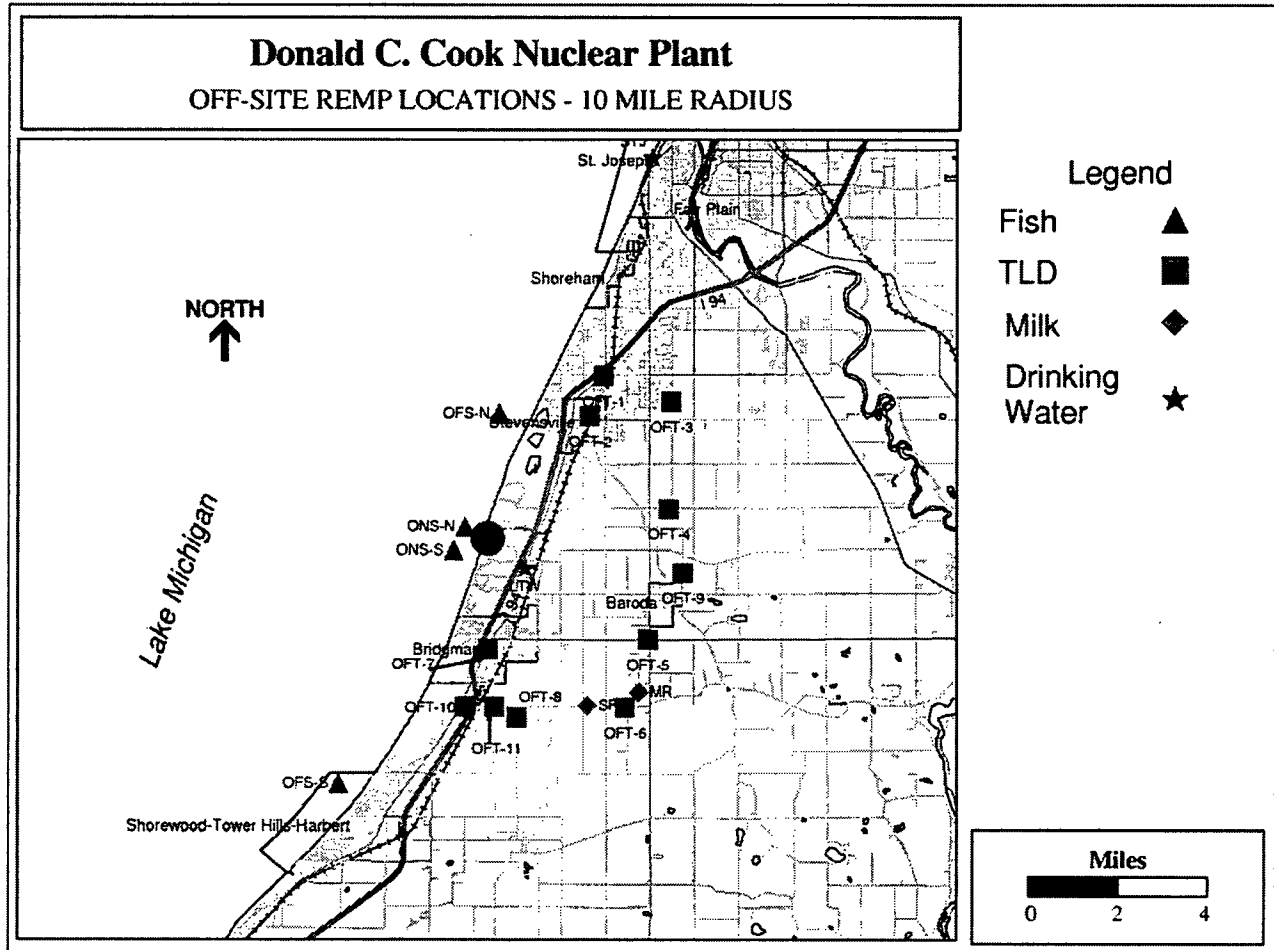 Donald C. Cook Nuclear Plant
OFF-SITE REMP LOCATIONS - 10 MILE RADIUS
St. Joseph
Fair Plain
Shoreham
I 94
NORTH
OFS-N
Stevensville
OFT-1
OFT-2
OFT-3
ONS-N
ONS-S
OFT-4
Lake Michigan
Baroda
OFT-9
Bridgman
OFT-7
OFT-5
OFT-10
OFT-8
MR
OFT-11
OFT-6
OFS-S
Shorewood-Tower Hills-Harbert
Legend
Fish
TLD
Milk
Drinking
Water
Miles
0 2 4